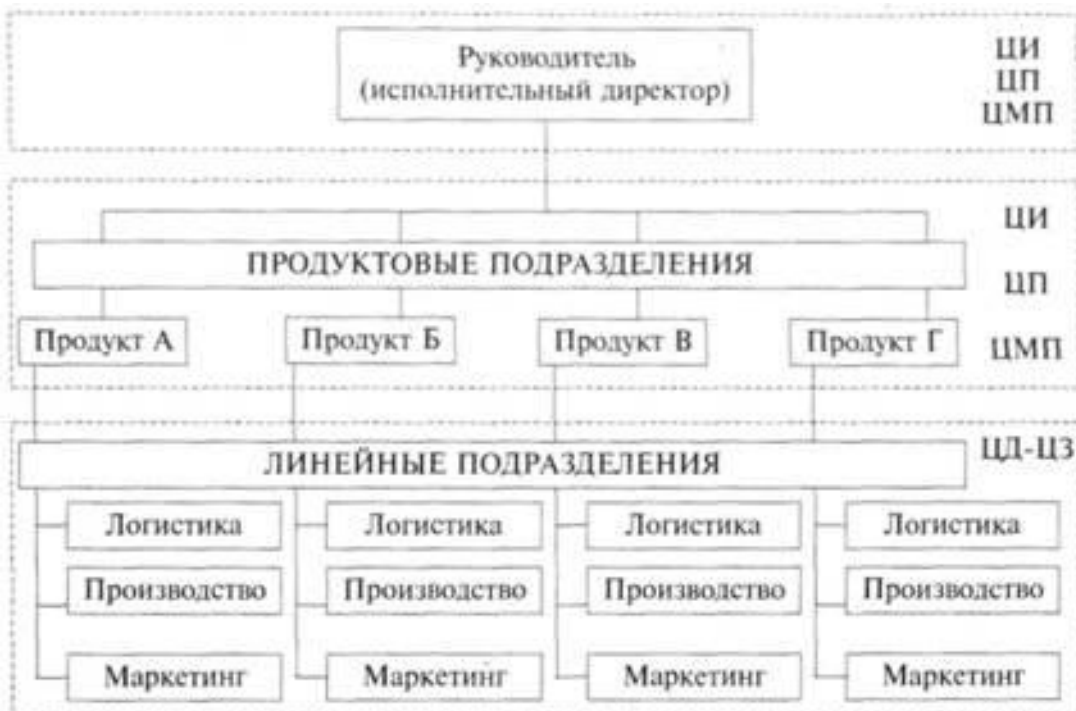 Руководитель
(исполнительный директор)
ЦИ
ЦП
ЦМП
ЦИ
ПРОДУКТОВЫЕ ПОДРАЗДЕЛЕНИЯ
ЦП
Продукт А
Продукт Б
Продукт В
Продукт Г
ЦМП
ЛИНЕЙНЫЕ ПОДРАЗДЕЛЕНИЯ
ЦД-ЦЗ
Логистика
Логистика
Логистика
Логистика
Производство
Производство
Производство
Производство
Маркетинг
Маркетинг
Маркетинг
Маркетинг